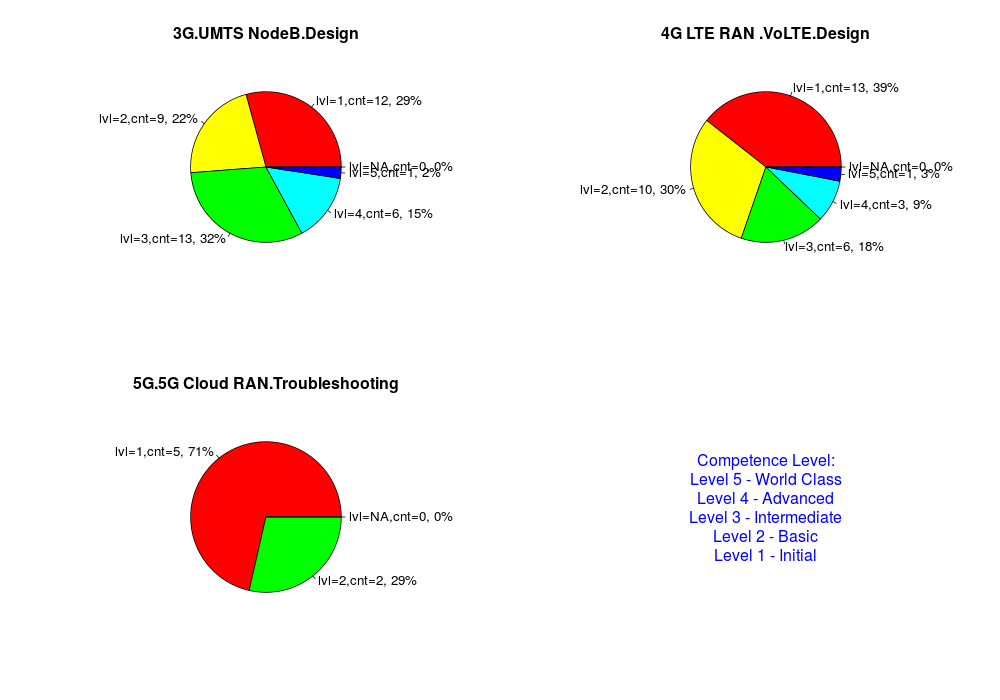 3G.UMTS NodeB.Design
lvl=1,cnt=12, 29%
lvl=2,cnt=9, 22%
lvl=NA,cnt=0, 0%
lvl=5,cnt=1, 2%
lvl=4,cnt=6, 15%
lvl=3,cnt=13, 32%
4G LTE RAN .VoLTE.Design
lvl=1,cnt=13, 39%
lvl=NA,cnt=0, 0%
lvl=5,cnt=1, 3%
lvl=2,cnt=10, 30%
lvl=4,cnt=3, 9%
lvl=3,cnt=6, 18%
5G.5G Cloud RAN.Troubleshooting
lvl=1,cnt=5, 71%
lvl=NA,cnt=0, 0%
lvl=2,cnt=2, 29%
Competence Level:
Level 5 - World Class
Level 4 - Advanced
Level 3 - Intermediate
Level 2 - Basic
Level 1 - Initial